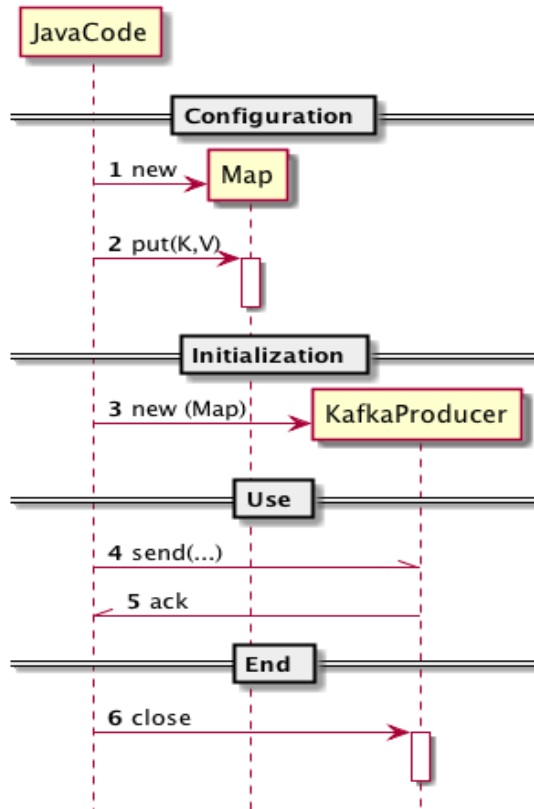 JavaCode
Configuration
1 new
Map
2 put(K,V)
Initialization
3 new (Map)
KafkaProducer
Use
4 send(...)
5 ack
End
6 close